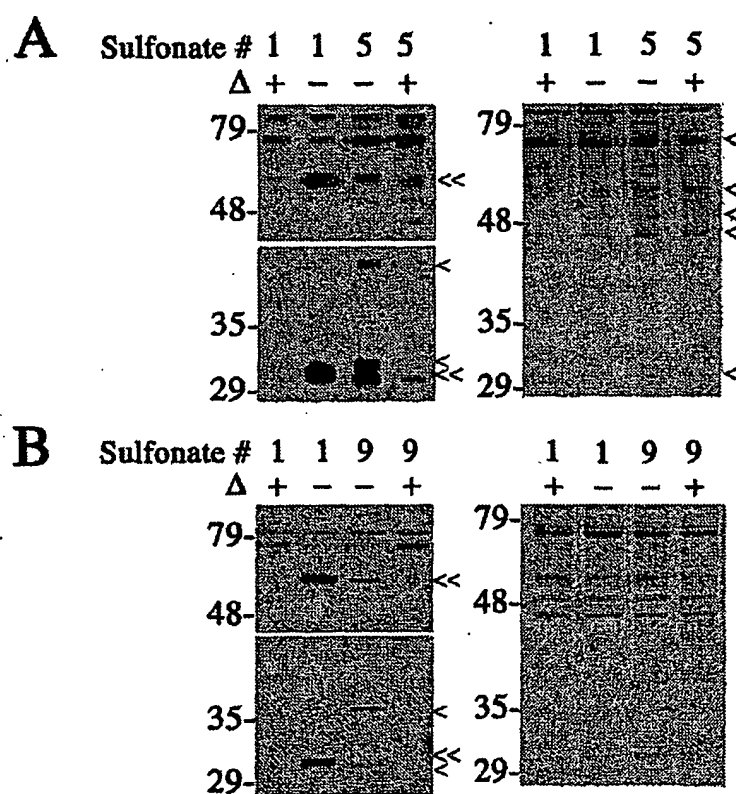 A Sulfonate # 1 1 5 5 1 1 5 5
Δ + − − + + − − +
79- 79-
<
<< <
48- <
48- <
<
35- 35-
<
29- << 29- <
B Sulfonate # 1 1 9 9 1 1 9 9
Δ + − − + + − − +
79- 79-
<<
48- 48-
35- < 35-
<<
29- < 29-